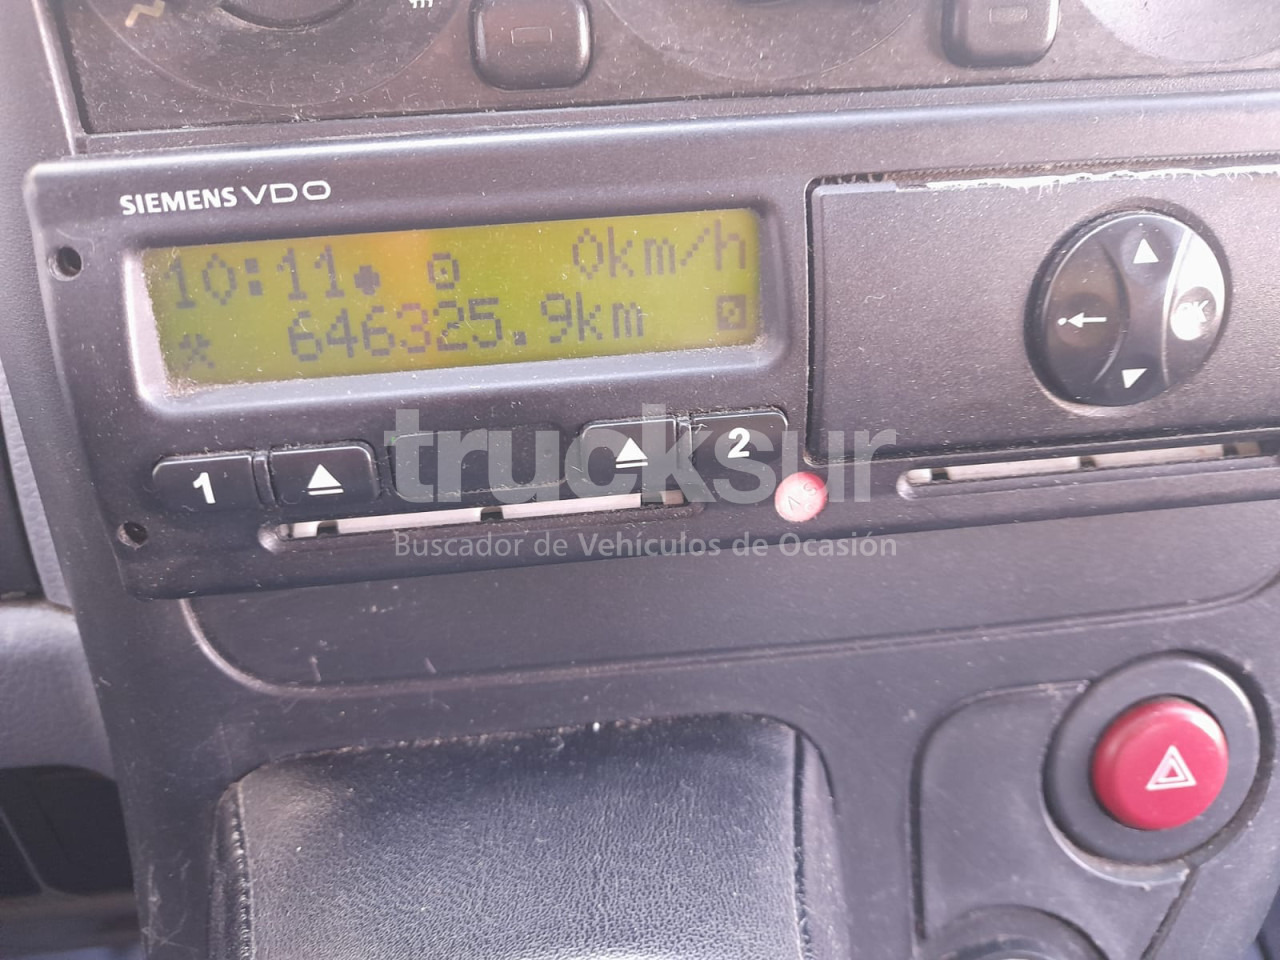 SIEMENS VDO
10:11 0km/h
646325.9km
1 2
OK
trucksur
Buscador de Vehículos de Ocasión